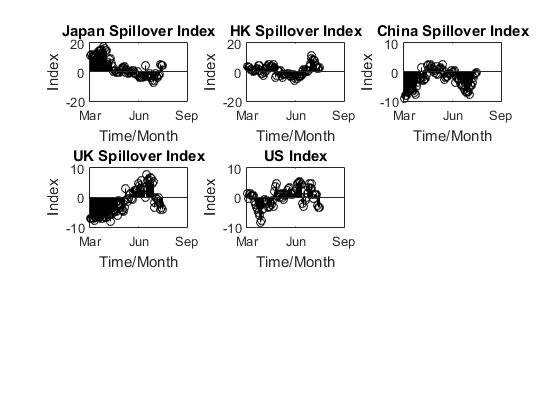 Japan Spillover Index
HK Spillover Index
China Spillover Index
20
0
-20
Index
Mar Jun Sep
Time/Month
20
0
-20
Index
Mar Jun Sep
Time/Month
10
0
-10
Index
Mar Jun Sep
Time/Month
UK Spillover Index
US Index
10
0
-10
Index
Mar Jun Sep
Time/Month
10
0
-10
Index
Mar Jun Sep
Time/Month